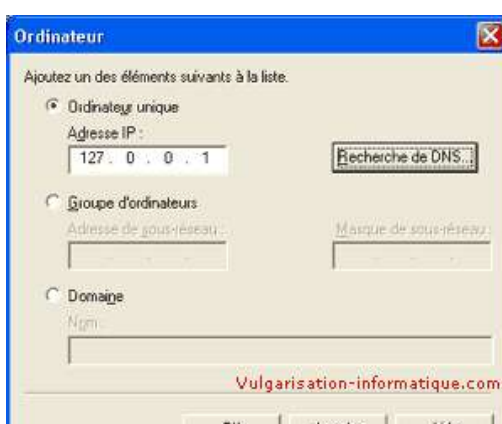 Ordinateur
Ajoutez un des éléments suivants à la liste.
Ordinateur unique
Adresse IP :
127 . 0 . 0 . 1
Recherche de DNS...
Groupe d'ordinateurs
Adresse de sous-réseau :
Masque de sous-réseau :
Domaine
Nom :
Vulgarisation-informatique.com